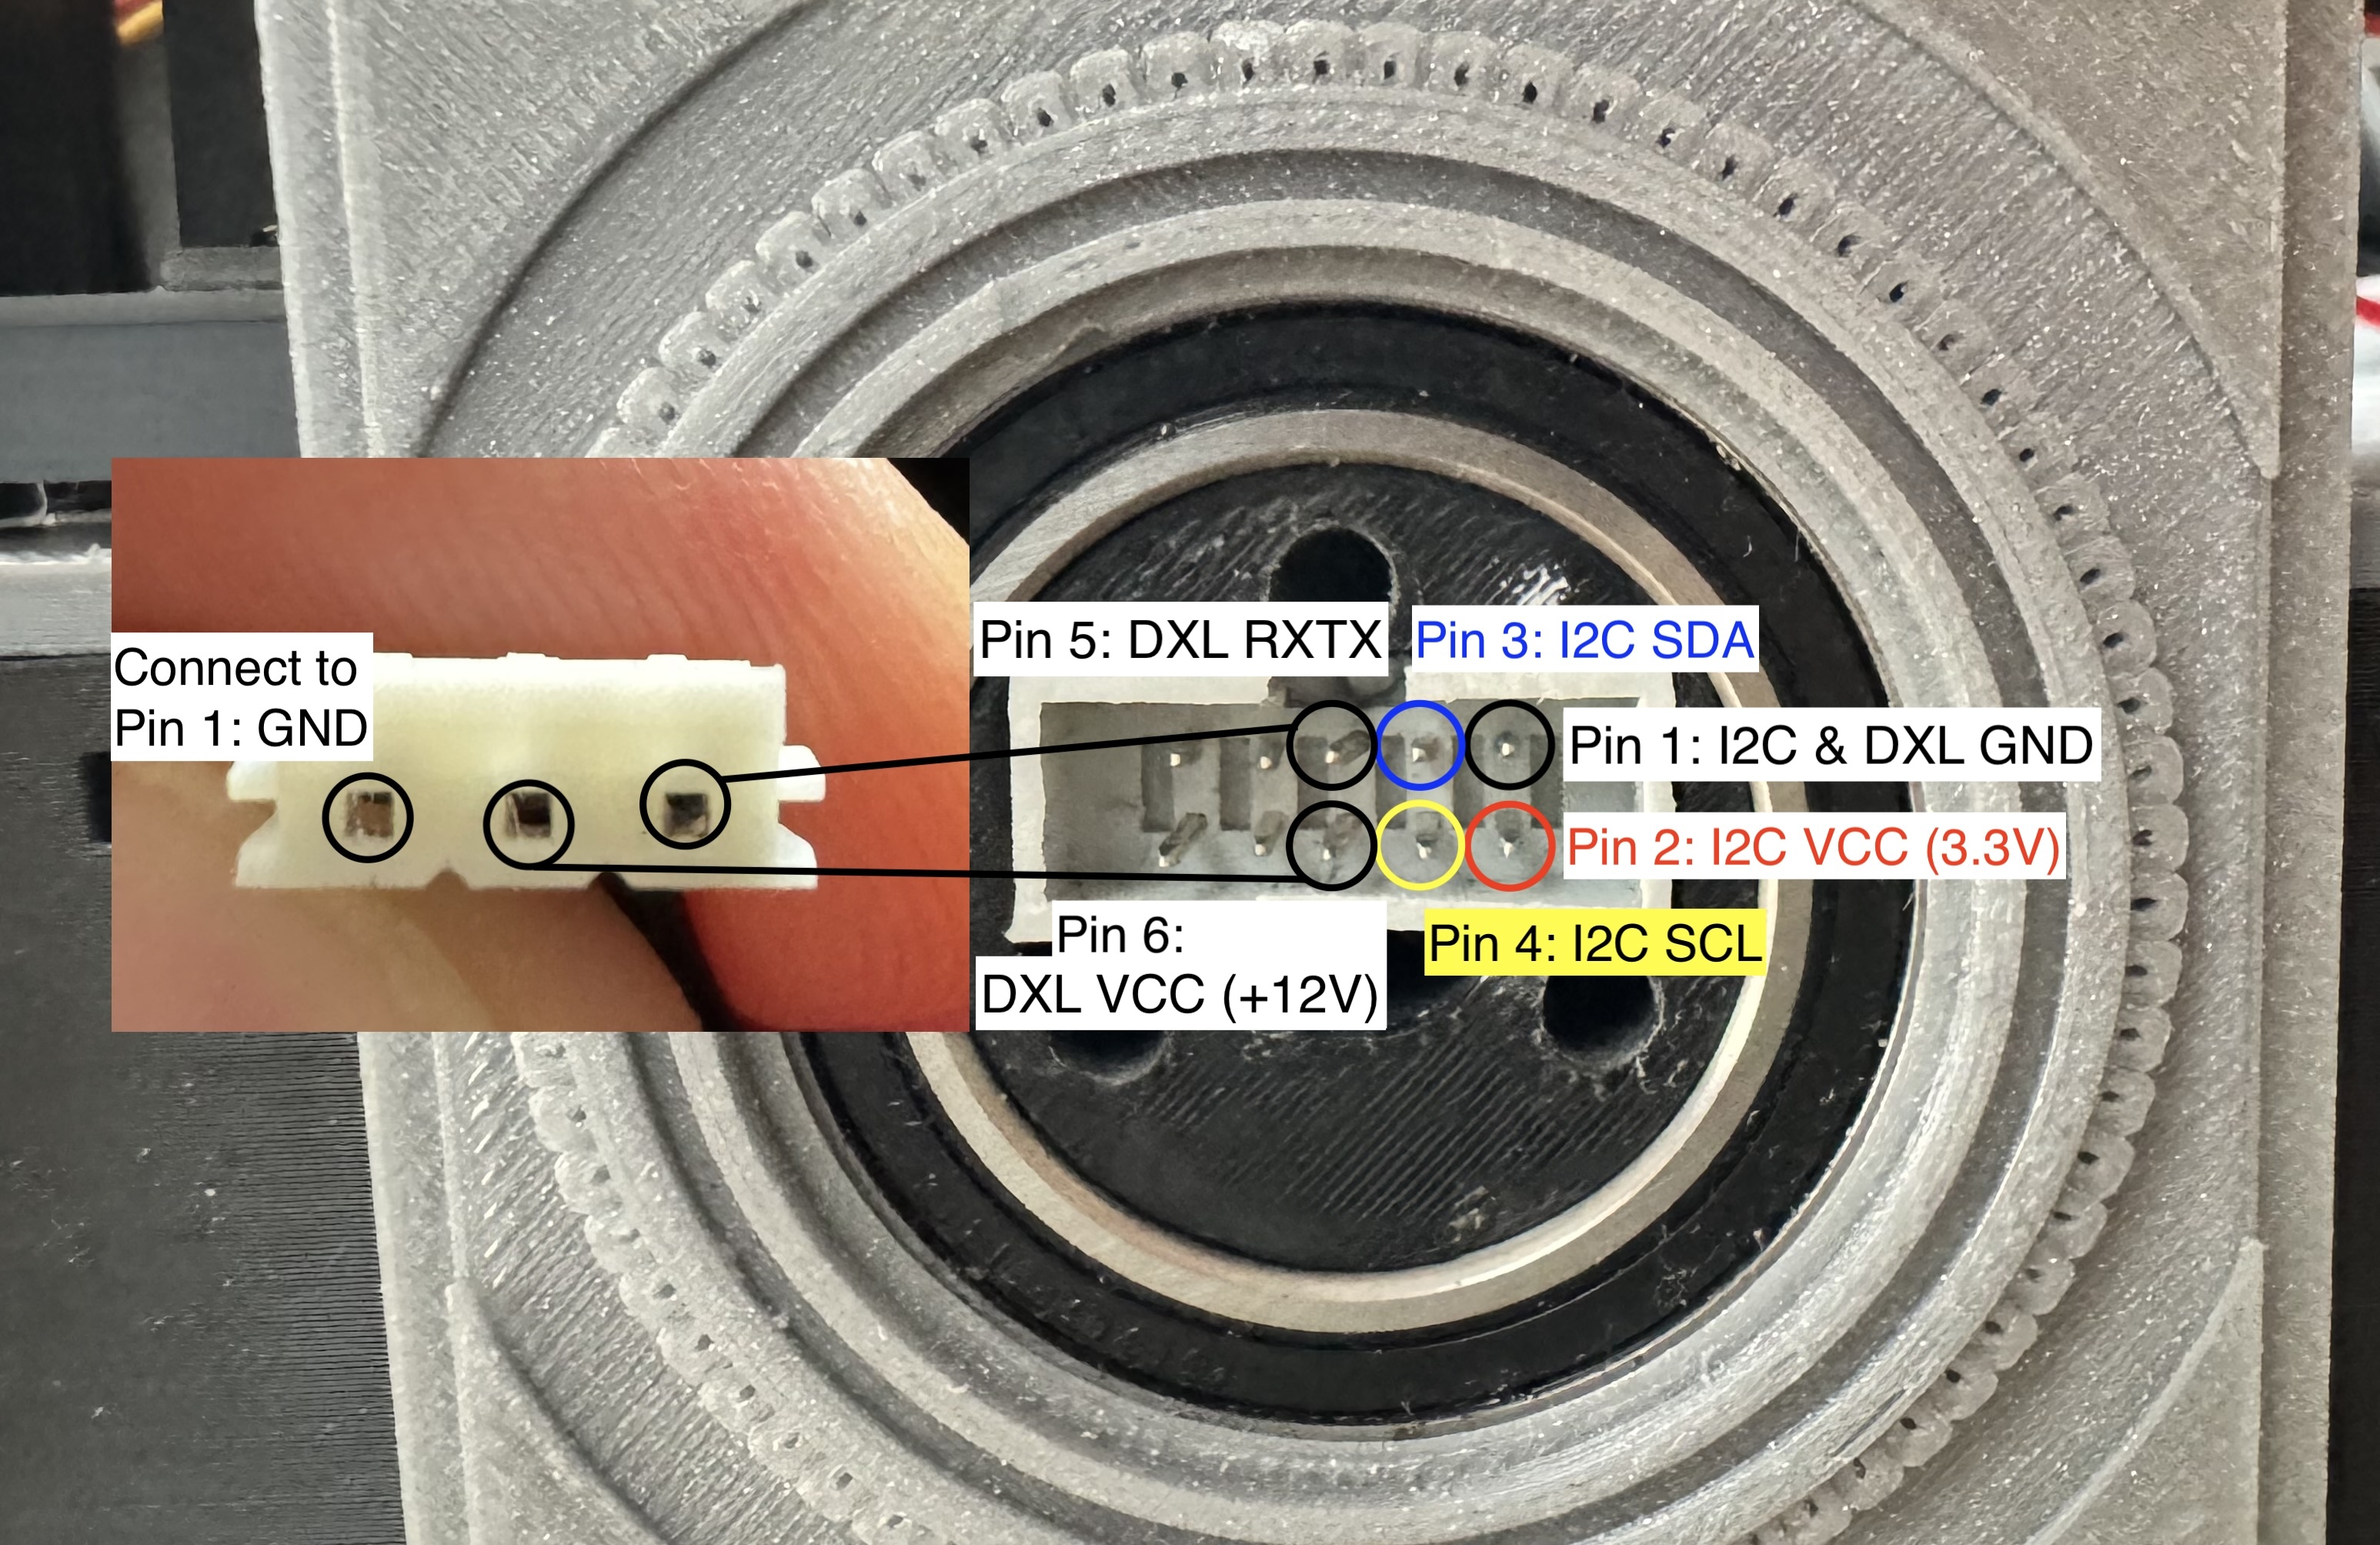 Connect to
Pin 1: GND
Pin 5: DXL RXTX
Pin 3: I2C SDA
Pin 1: I2C & DXL GND
Pin 2: I2C VCC (3.3V)
Pin 6:
DXL VCC (+12V)
Pin 4: I2C SCL